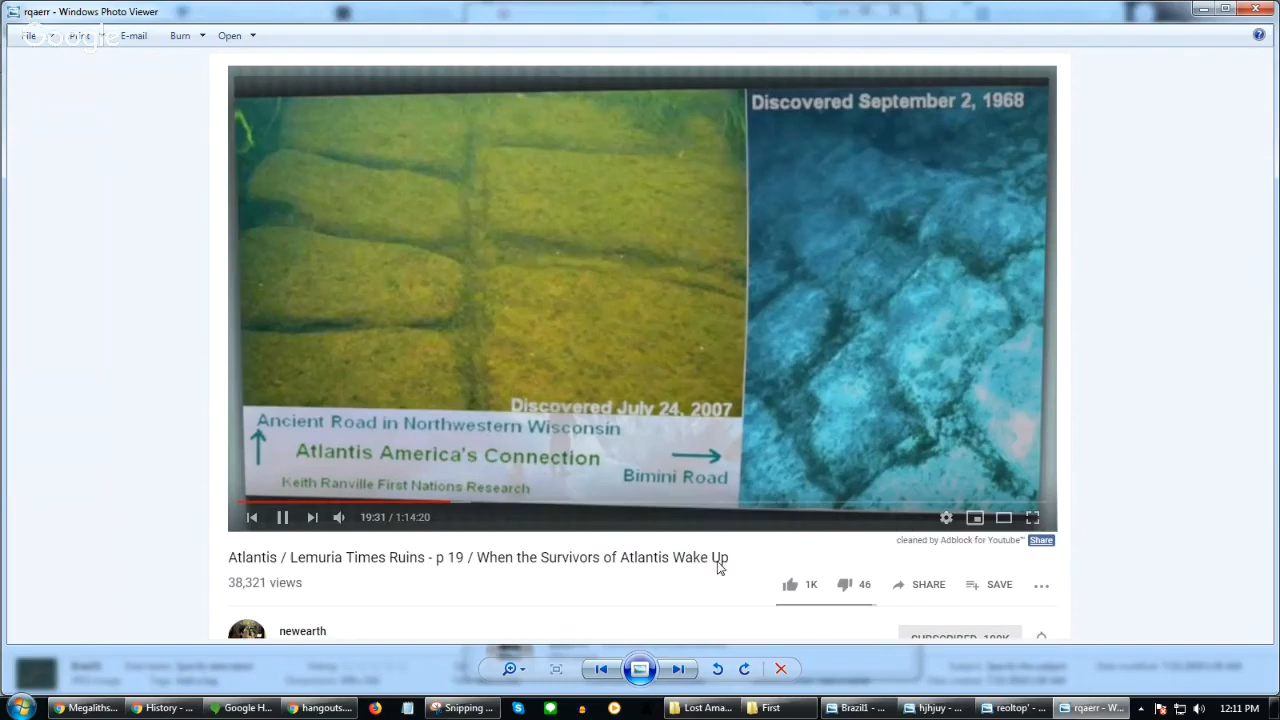 rqaerr - Windows Photo Viewer
File Print E-mail Burn Open
Google
Discovered September 2, 1968
Discovered July 24, 2007
Ancient Road in Northwestern Wisconsin
Atlantis America's Connection
Bimini Road
Keith Ranville First Nations Research
19:31 / 1:14:20
cleaned by Adblock for Youtube™ Share
Atlantis / Lemuria Times Ruins - p 19 / When the Survivors of Atlantis Wake Up
38,321 views
1K 46 SHARE SAVE
newearth
SUBSCRIBED
Megaliths... History - ... Google H... hangouts.... Snipping ... Lost Ama... First Brazil1 - ... hjhjuy - ... reoltop' - ... rqaerr - W... 12:11 PM